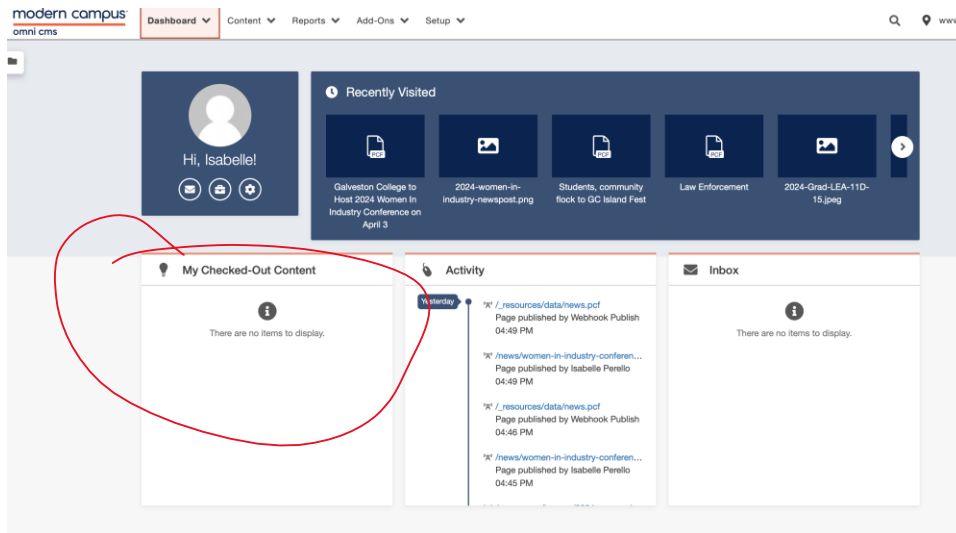 modern campus
omni cms
Dashboard Content Reports Add-Ons Setup
www
Hi, Isabelle!
Recently Visited
PCF
Galveston College to
Host 2024 Women In
Industry Conference on
April 3
2024-women-in-
industry-newspost.png
PCF
Students, community
flock to GC Island Fest
PCF
Law Enforcement
2024-Grad-LEA-11D-
15.jpeg
My Checked-Out Content
There are no items to display.
Activity
Yesterday
/_resources/data/news.pcf
Page published by Webhook Publish
04:49 PM
/news/women-in-industry-conferen...
Page published by Isabelle Perello
04:49 PM
/_resources/data/news.pcf
Page published by Webhook Publish
04:46 PM
/news/women-in-industry-conferen...
Page published by Isabelle Perello
04:45 PM
Inbox
There are no items to display.